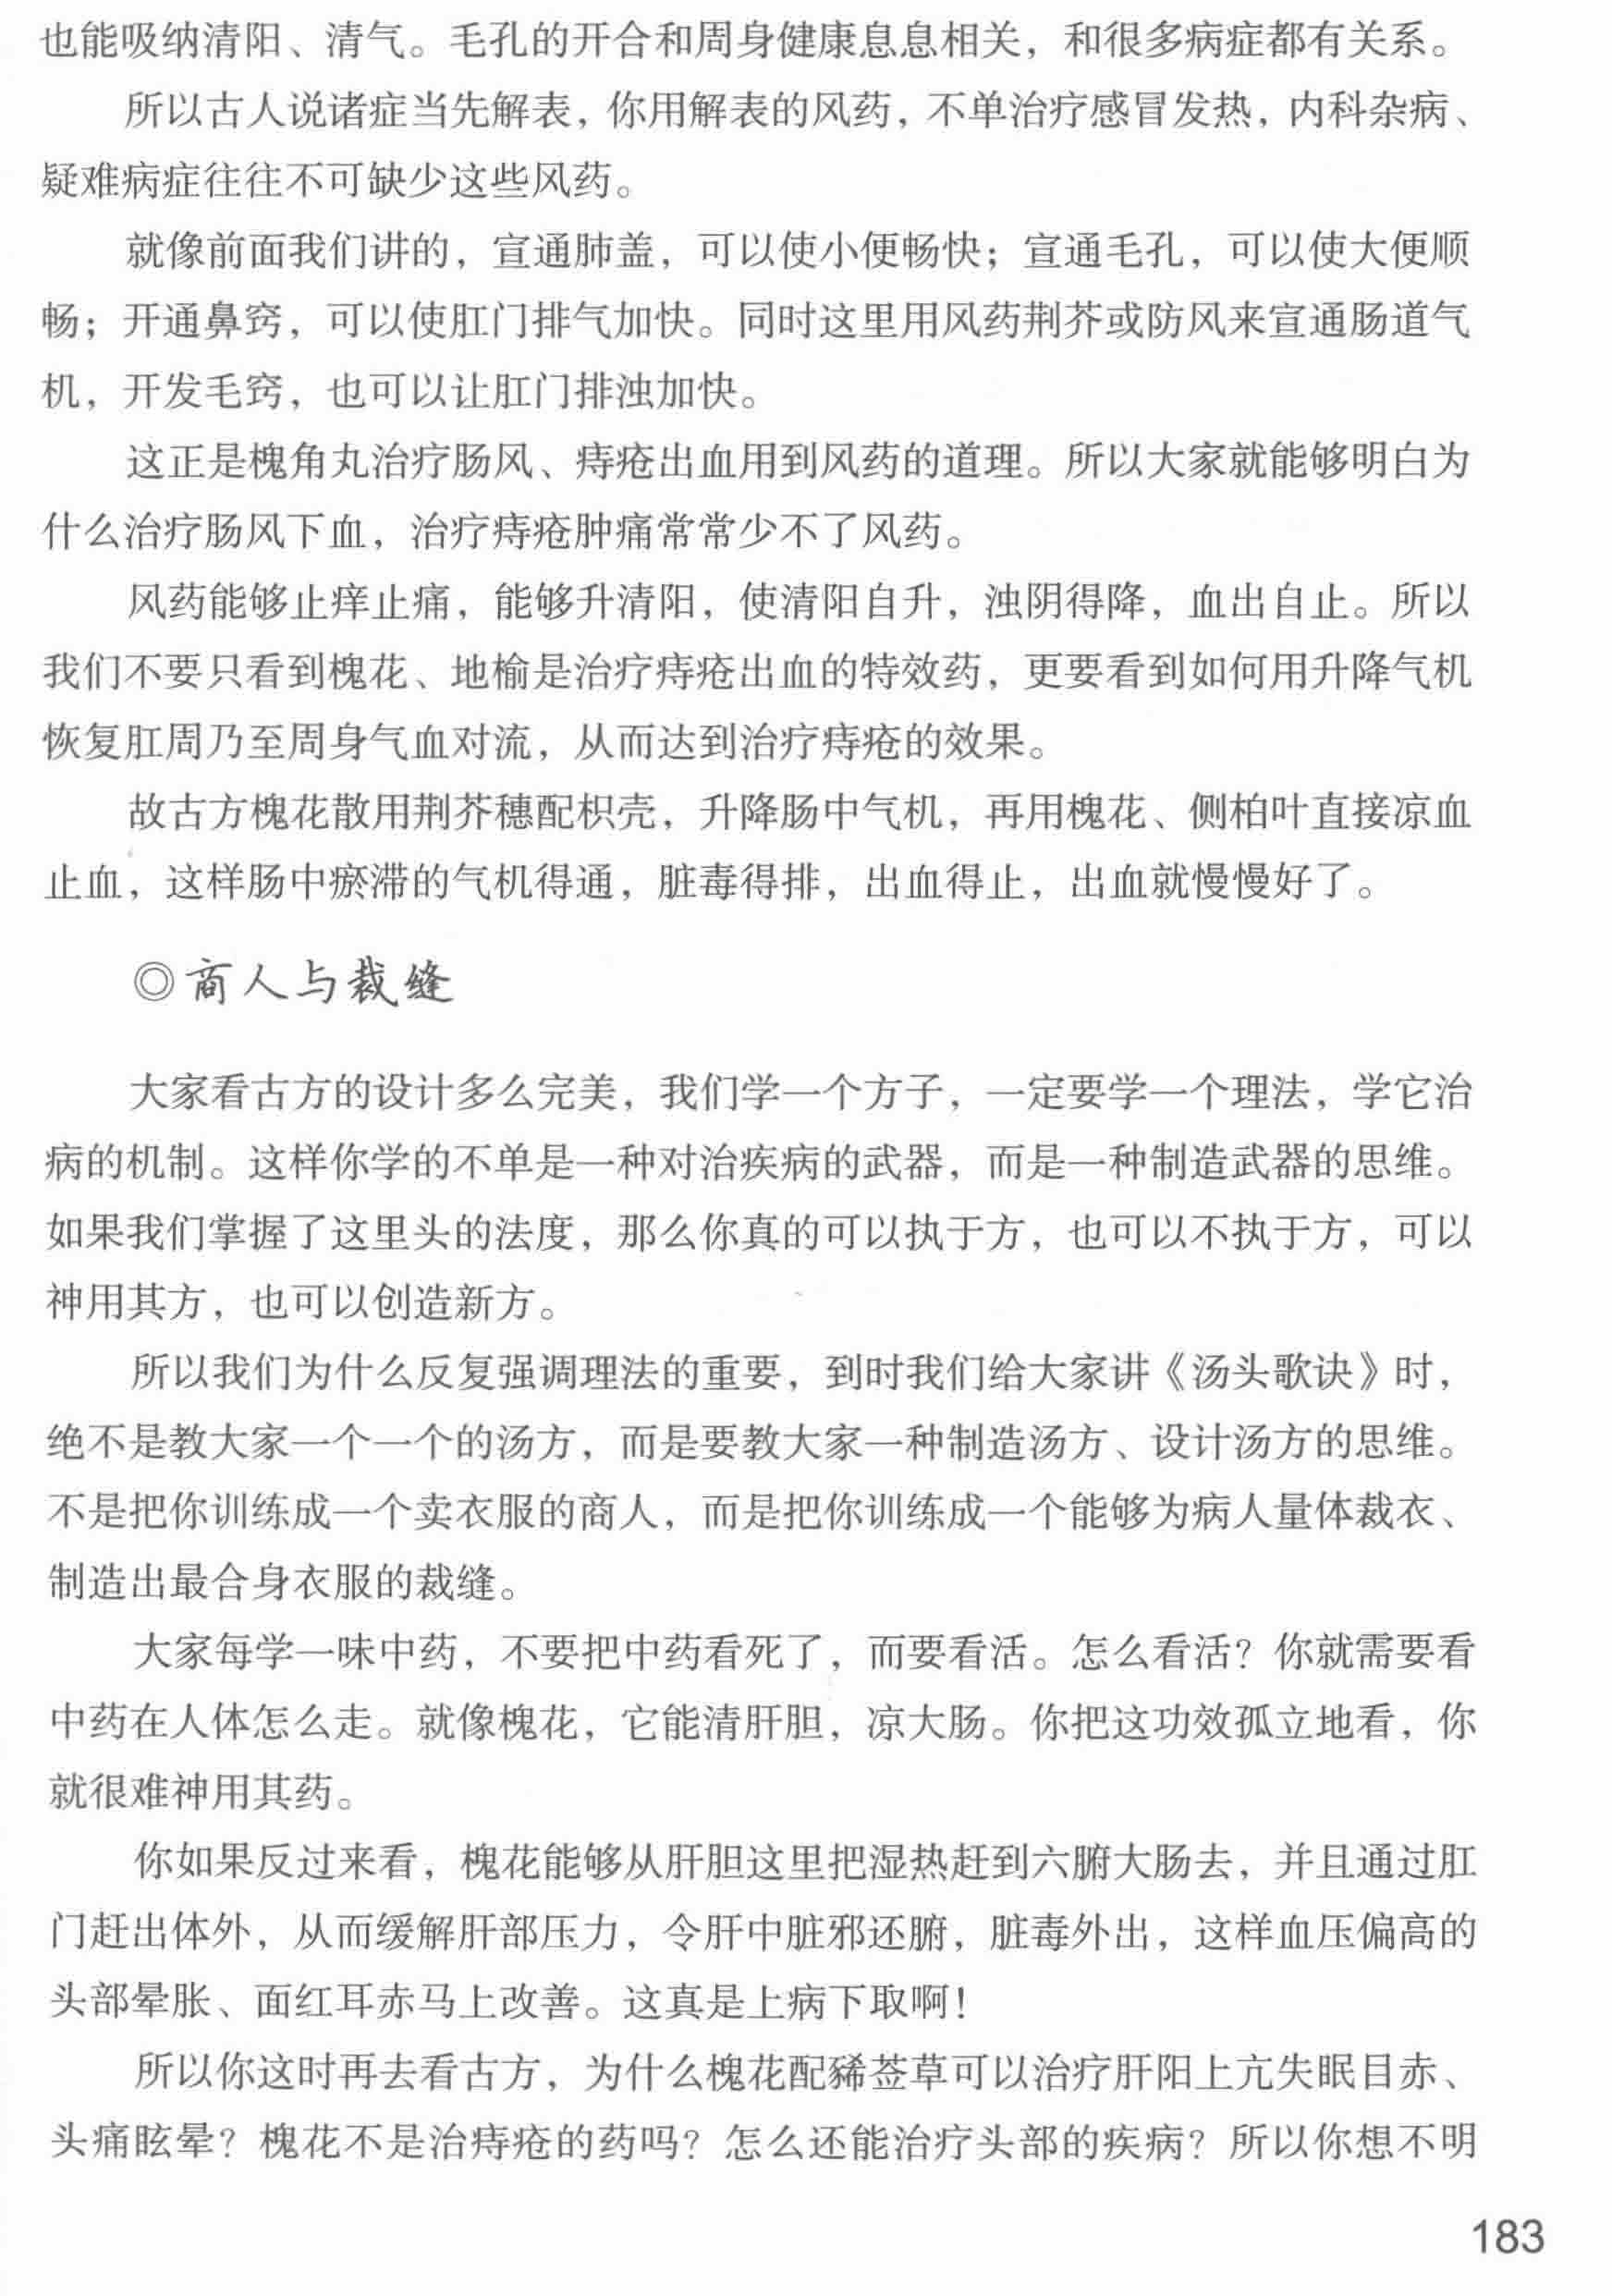 也能吸纳清阳、清气。毛孔的开合和周身健康息息相关，和很多病症都有关系。
所以古人说诸症当先解表，你用解表的风药，不单治疗感冒发热，内科杂病、
疑难病症往往不可缺少这些风药。
就像前面我们讲的，宣通肺盖，可以使小便畅快；宣通毛孔，可以使大便顺
畅；开通鼻窍，可以使肛门排气加快。同时这里用风药荆芥或防风来宣通肠道气
机，开发毛窍，也可以让肛门排浊加快。
这正是槐角丸治疗肠风、痔疮出血用到风药的道理。所以大家就能够明白为
什么治疗肠风下血，治疗痔疮肿痛常常少不了风药。
风药能够止痒止痛，能够升清阳，使清阳自升，浊阴得降，血出自止。所以
我们不要只看到槐花、地榆是治疗痔疮出血的特效药，更要看到如何用升降气机
恢复肛周乃至周身气血对流，从而达到治疗痔疮的效果。
故古方槐花散用荆芥穗配枳壳，升降肠中气机，再用槐花、侧柏叶直接凉血
止血，这样肠中瘀滞的气机得通，脏毒得排，出血得止，出血就慢慢好了。
◎商人与裁缝
大家看古方的设计多么完美，我们学一个方子，一定要学一个理法，学它治
病的机制。这样你学的不单是一种对治疾病的武器，而是一种制造武器的思维。
如果我们掌握了这里头的法度，那么你真的可以执于方，也可以不执于方，可以
神用其方，也可以创造新方。
所以我们为什么反复强调理法的重要，到时我们给大家讲《汤头歌诀》时，
绝不是教大家一个一个的汤方，而是要教大家一种制造汤方、设计汤方的思维。
不是把你训练成一个卖衣服的商人，而是把你训练成一个能够为病人量体裁衣、
制造出最合身衣服的裁缝。
大家每学一味中药，不要把中药看死了，而要看活。怎么看活？你就需要看
中药在人体怎么走。就像槐花，它能清肝胆，凉大肠。你把这功效孤立地看，你
就很难神用其药。
你如果反过来看，槐花能够从肝胆这里把湿热赶到六腑大肠去，并且通过肛
门赶出体外，从而缓解肝部压力，令肝中脏邪还腑，脏毒外出，这样血压偏高的
头部晕胀、面红耳赤马上改善。这真是上病下取啊！
所以你这时再去看古方，为什么槐花配豨莶草可以治疗肝阳上亢失眠目赤、
头痛眩晕？槐花不是治痔疮的药吗？怎么还能治疗头部的疾病？所以你想不明
183